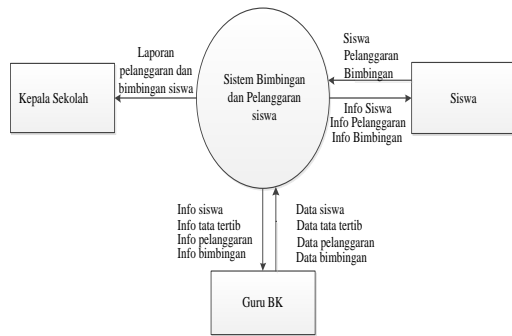 Laporan
pelanggaran dan
bimbingan siswa
Kepala Sekolah
Sistem Bimbingan
dan Pelanggaran
siswa
Siswa
Pelanggaran
Bimbingan
Siswa
Info Siswa
Info Pelanggaran
Info Bimbingan
Info siswa
Info tata tertib
Info pelanggaran
Info bimbingan
Data siswa
Data tata tertib
Data pelanggaran
Data bimbingan
Guru BK